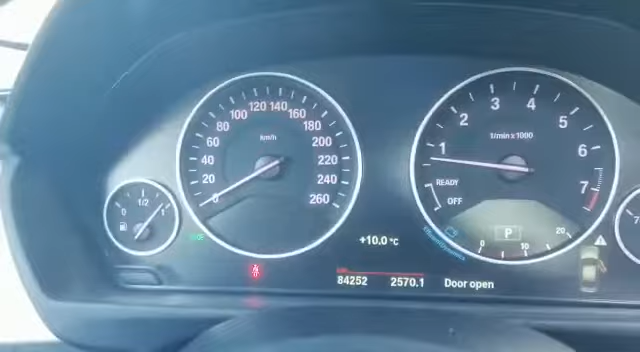 0 20 40 60 80 100 120 140 160 180 200 220 240 260
km/h
0 1/2 1
1 2 3 4 5 6 7
1/min x 1000
READY
OFF
P
0 10 20
EfficientDynamics
+10.0 °C
84252 2570.1 Door open